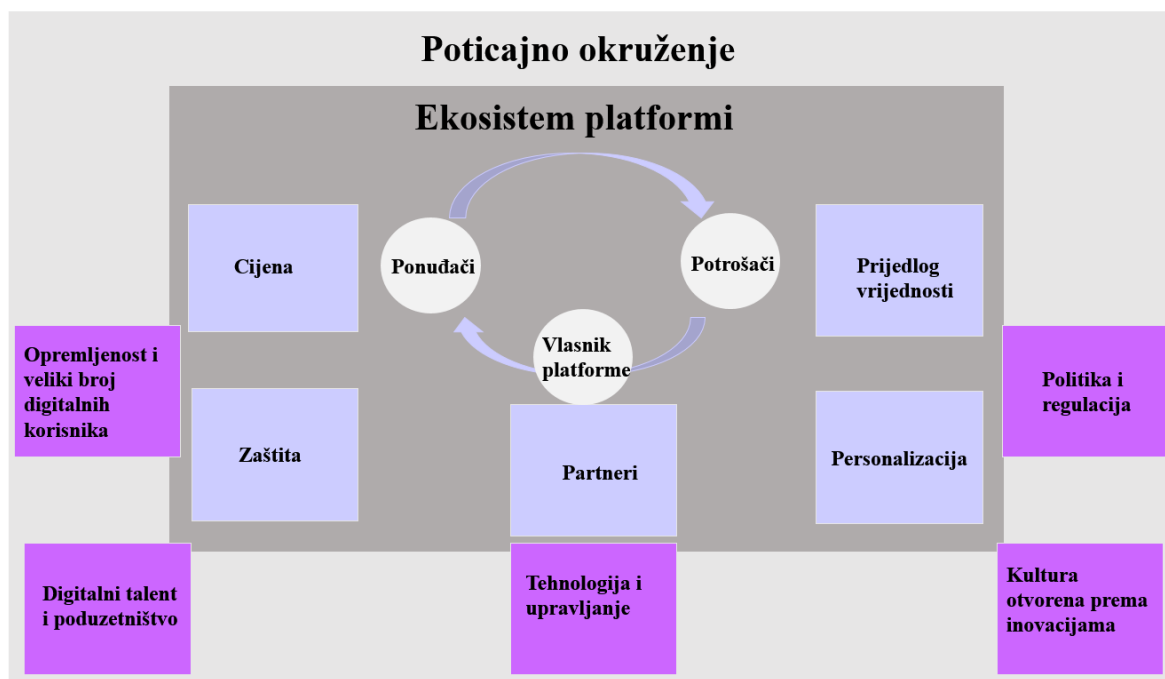 Poticajno okruženje
Ekosistem platformi
Cijena
Ponuđači
Potrošači
Prijedlog
vrijednosti
Vlasnik
platforme
Opremljenost i
veliki broj
digitalnih
korisnika
Politika i
regulacija
Zaštita
Partneri
Personalizacija
Digitalni talent
i poduzetništvo
Tehnologija i
upravljanje
Kultura
otvorena prema
inovacijama